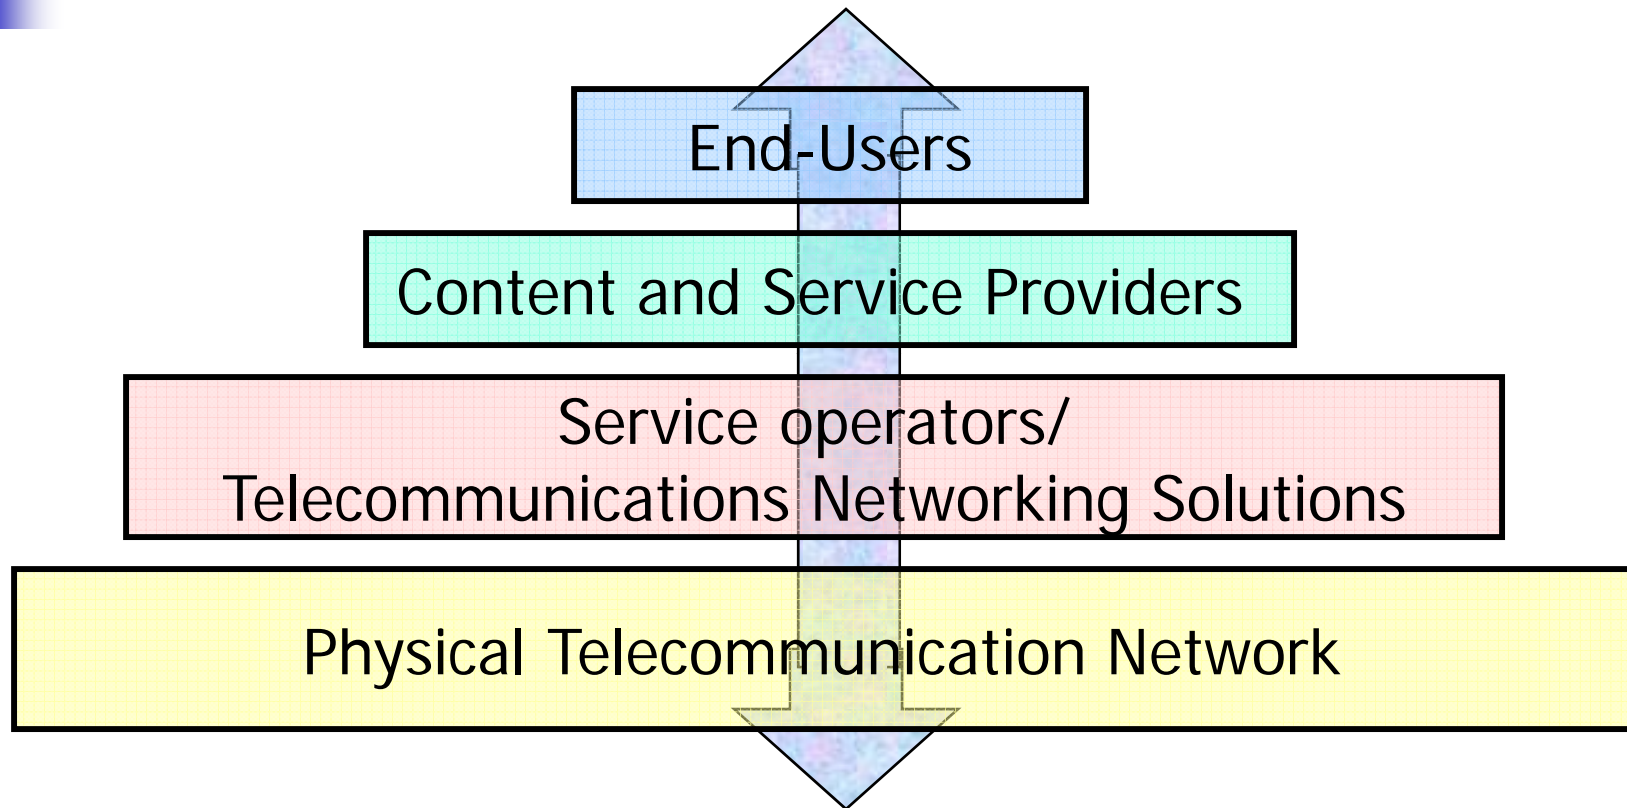 End-Users
Content and Service Providers
Service operators/
Telecommunications Networking Solutions
Physical Telecommunication Network